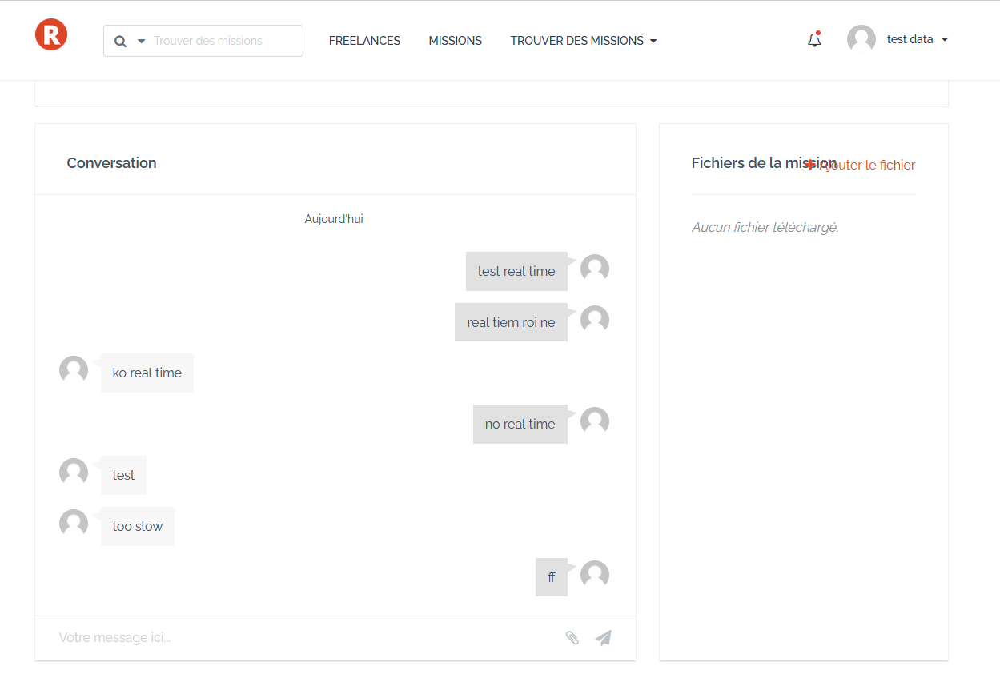 R
Trouver des missions
FREELANCES
MISSIONS
TROUVER DES MISSIONS
test data
Conversation
Aujourd'hui
test real time
real tiem roi ne
ko real time
no real time
test
too slow
ff
Votre message ici...
Fichiers de la mission
Ajouter le fichier
Aucun fichier téléchargé.